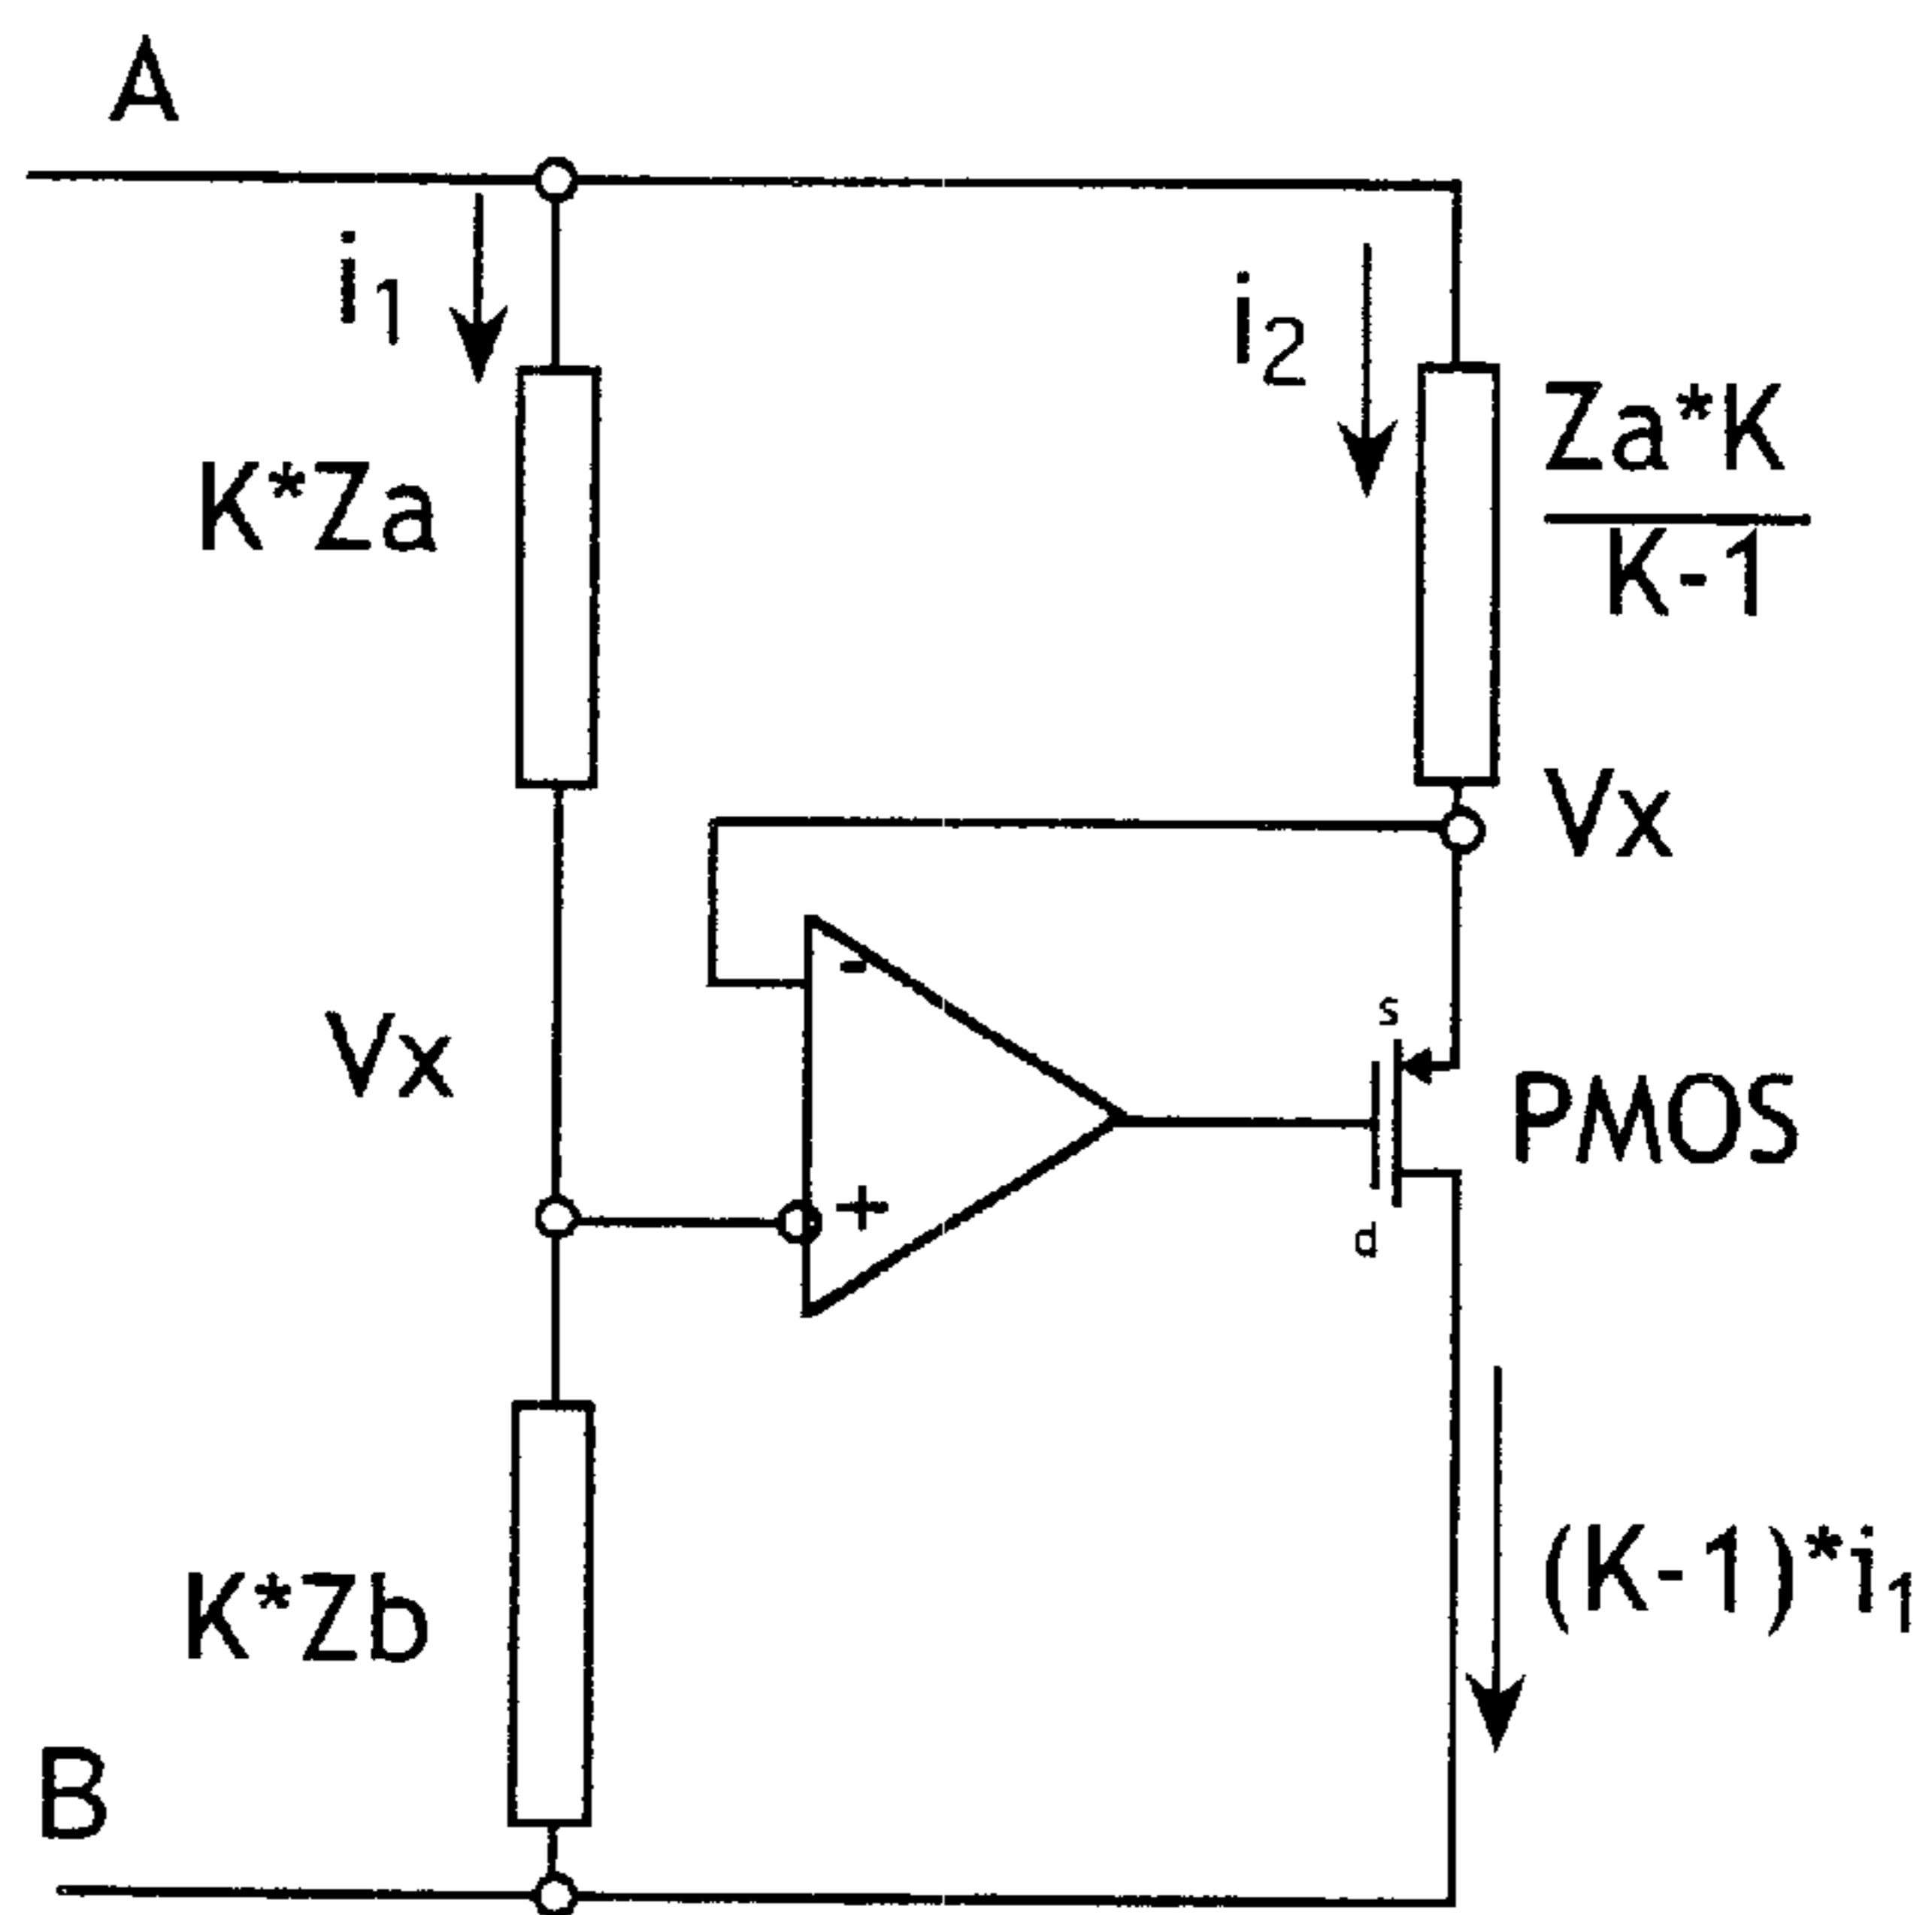 A
i1
i2
K*Za
Za*K
K-1
Vx
-
s
Vx
PMOS
+
d
(K-1)*i1
K*Zb
B